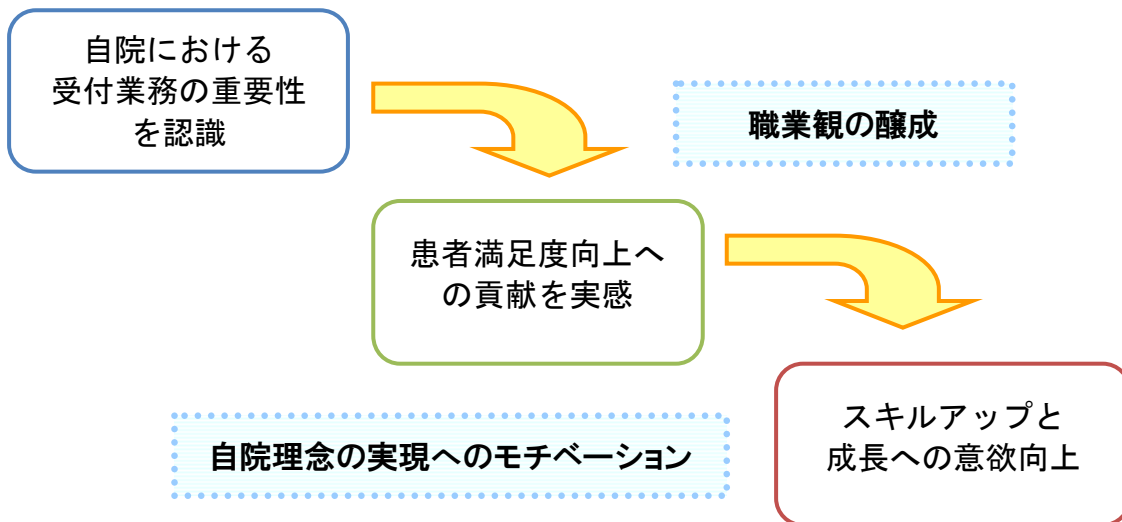 自院における
受付業務の重要性
を認識
職業観の醸成
患者満足度向上へ
の貢献を実感
スキルアップと
成長への意欲向上
自院理念の実現へのモチベーション